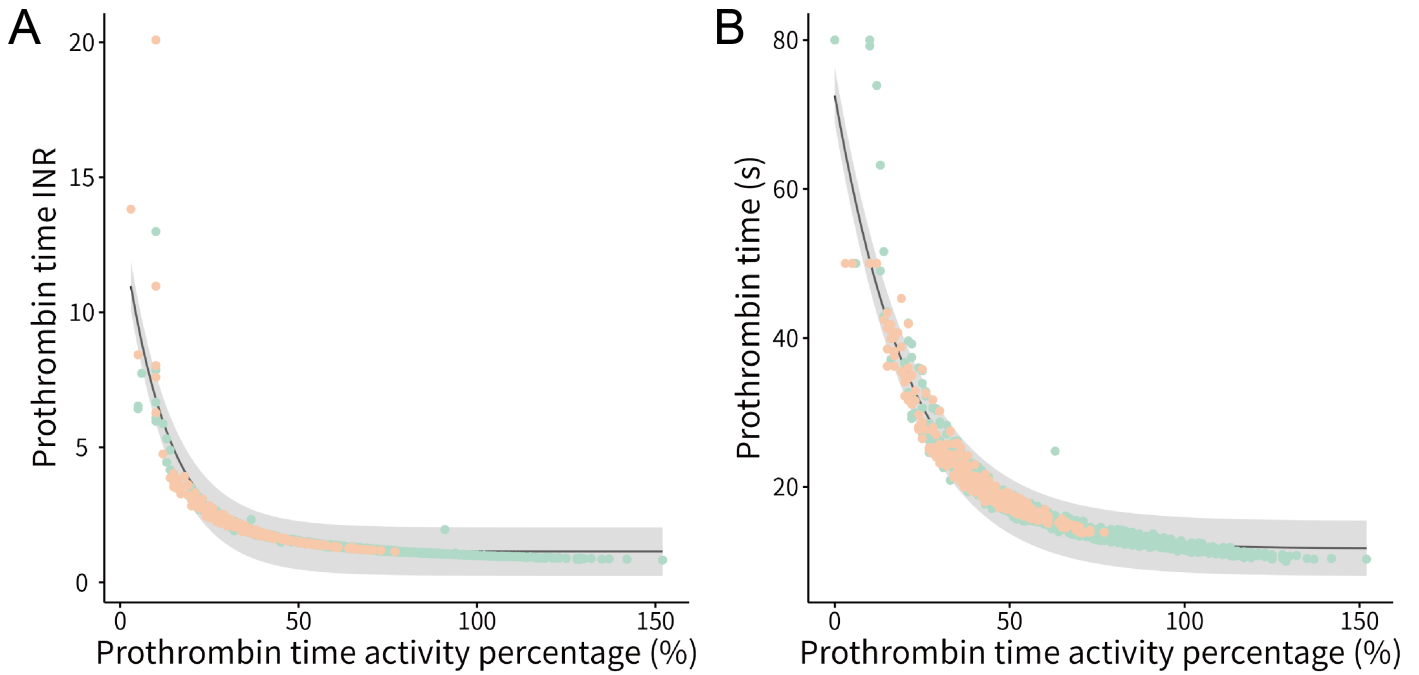 A
Prothrombin time INR
20
15
10
5
0
0 50 100 150
Prothrombin time activity percentage (%)
B
Prothrombin time (s)
80
60
40
20
0 50 100 150
Prothrombin time activity percentage (%)